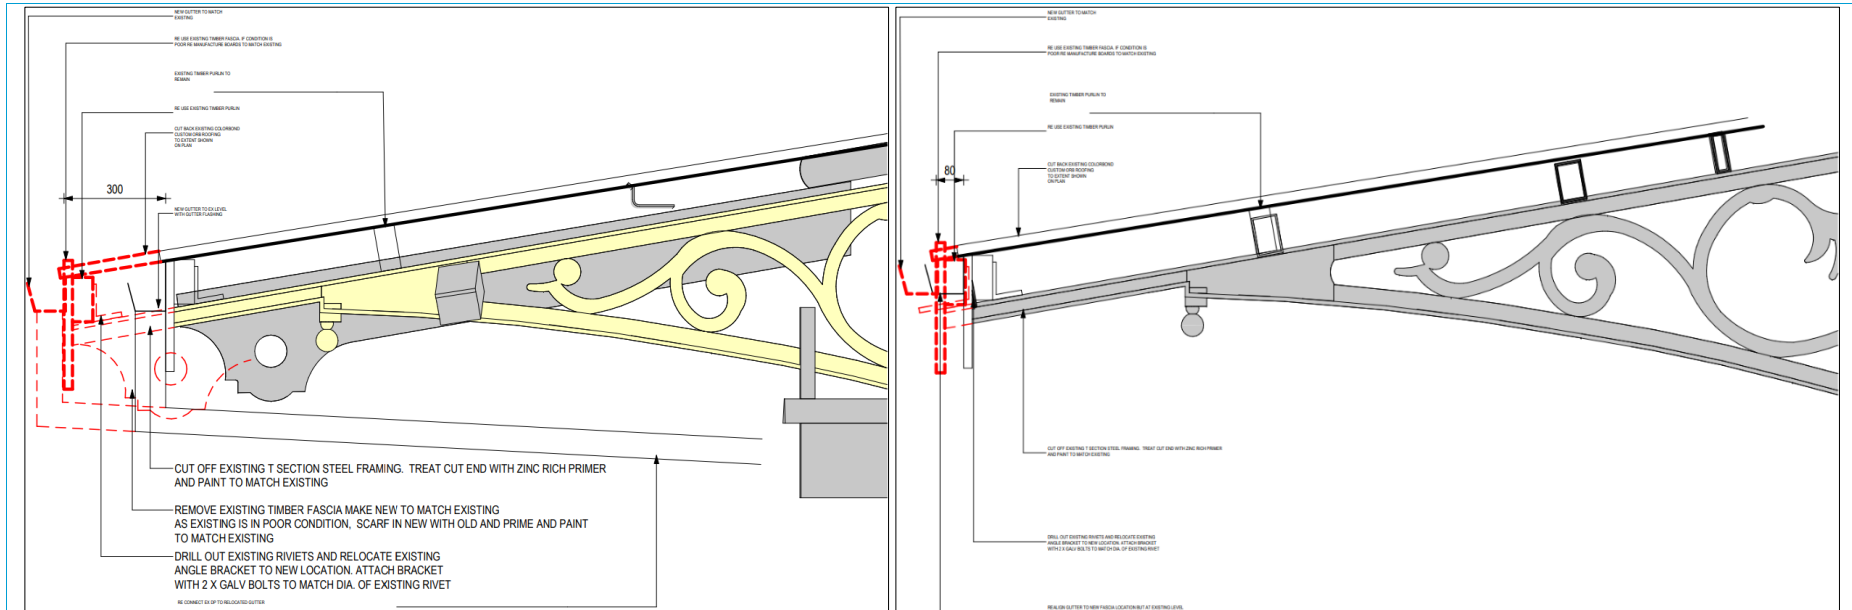 NEW GUTTER TO MATCH
EXISTING
RE USE EXISTING TIMBER FASCIA. IF CONDITION IS
POOR RE MANUFACTURE BOARDS TO MATCH EXISTING
EXISTING TIMBER PURLIN TO
REMAIN
RE USE EXISTING TIMBER PURLIN
CUT BACK EXISTING COLORBOND
CUSTOM ORB ROOFING
TO EXTENT SHOWN
ON PLAN
300
NEW GUTTER TO EX LEVEL
WITH GUTTER FLASHING
CUT OFF EXISTING T SECTION STEEL FRAMING. TREAT CUT END WITH ZINC RICH PRIMER
AND PAINT TO MATCH EXISTING
REMOVE EXISTING TIMBER FASCIA MAKE NEW TO MATCH EXISTING
AS EXISTING IS IN POOR CONDITION, SCARF IN NEW WITH OLD AND PRIME AND PAINT
TO MATCH EXISTING
DRILL OUT EXISTING RIVIETS AND RELOCATE EXISTING
ANGLE BRACKET TO NEW LOCATION. ATTACH BRACKET
WITH 2 X GALV BOLTS TO MATCH DIA. OF EXISTING RIVET
RE CONNECT EX DP TO RELOCATED GUTTER
NEW GUTTER TO MATCH
EXISTING
RE USE EXISTING TIMBER FASCIA. IF CONDITION IS
POOR RE MANUFACTURE BOARDS TO MATCH EXISTING
EXISTING TIMBER PURLIN TO
REMAIN
RE USE EXISTING TIMBER PURLIN
CUT BACK EXISTING COLORBOND
CUSTOM ORB ROOFING
TO EXTENT SHOWN
ON PLAN
80
CUT OFF EXISTING T SECTION STEEL FRAMING. TREAT CUT END WITH ZINC RICH PRIMER
AND PAINT TO MATCH EXISTING
DRILL OUT EXISTING RIVIETS AND RELOCATE EXISTING
ANGLE BRACKET TO NEW LOCATION. ATTACH BRACKET
WITH 2 X GALV BOLTS TO MATCH DIA. OF EXISTING RIVET
REALIGN GUTTER TO NEW FASCIA LOCATION BUT AT EXISTING LEVEL